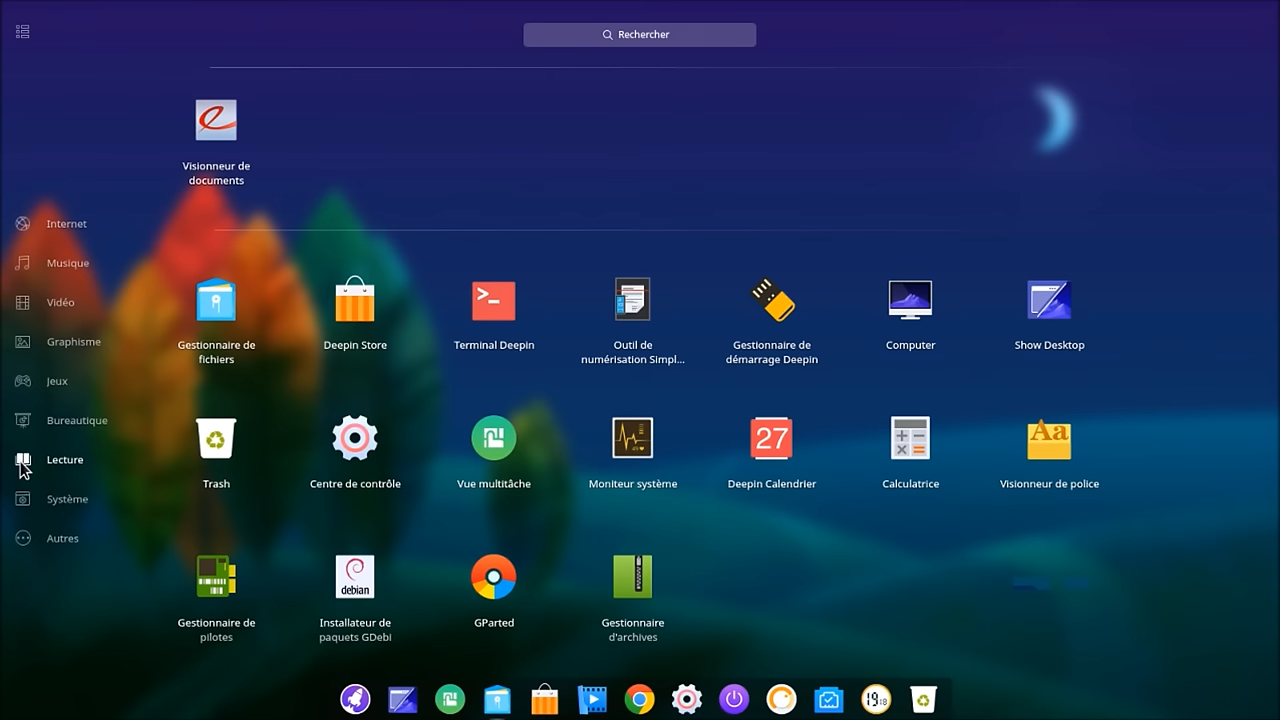 Rechercher
Visionneur de
documents
Internet
Musique
Vidéo
Graphisme
Jeux
Bureautique
Lecture
Système
Autres
Gestionnaire de
fichiers
Deepin Store
>_
Terminal Deepin
Outil de
numérisation Simpl...
Gestionnaire de
démarrage Deepin
Computer
Show Desktop
Trash
Centre de contrôle
Vue multitâche
Moniteur système
27
Deepin Calendrier
Calculatrice
Aa
Visionneur de police
Gestionnaire de
pilotes
debian
Installateur de
paquets GDebi
GParted
Gestionnaire
d'archives
19:18